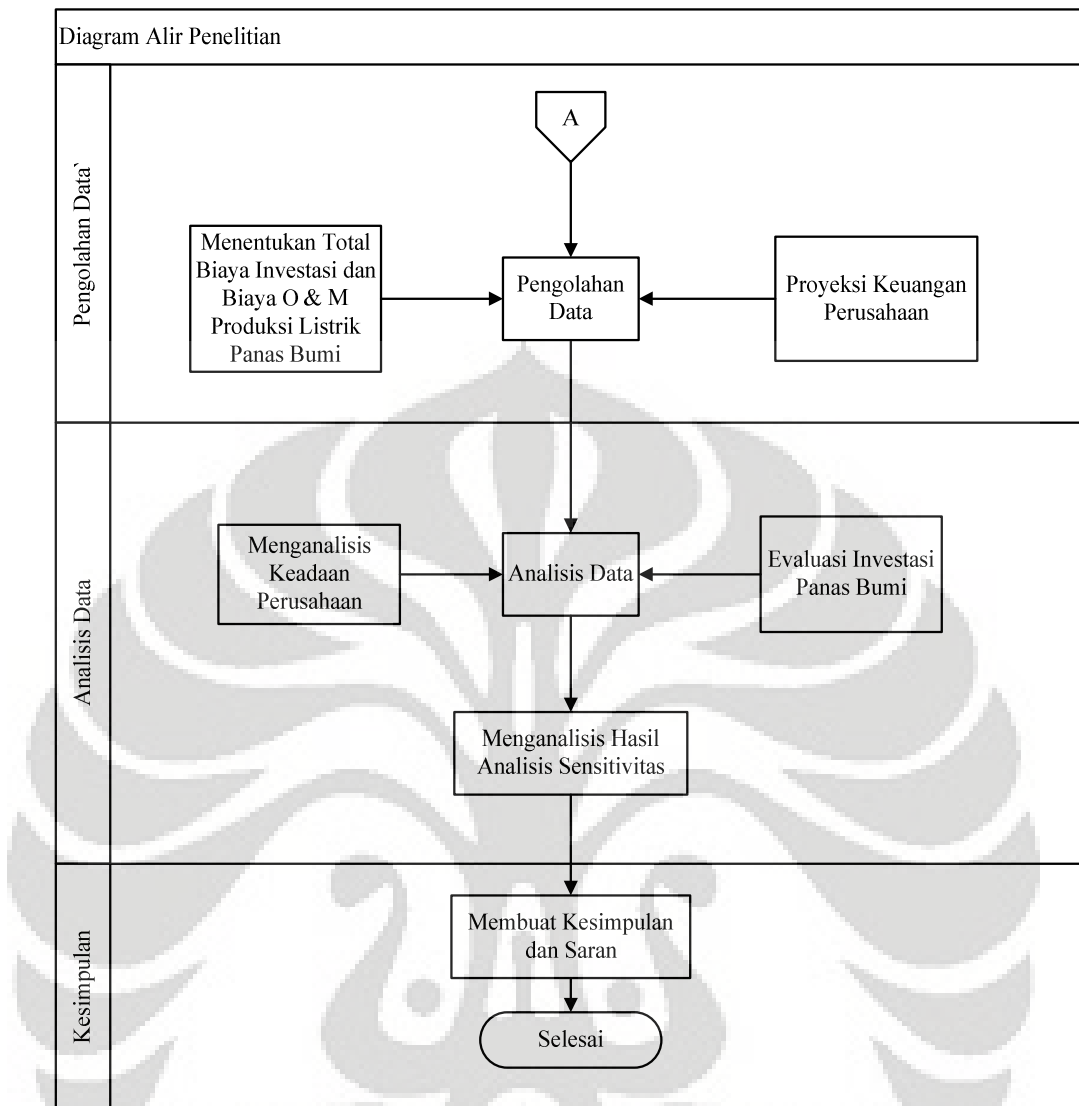 Diagram Alir Penelitian
Pengolahan Data`
A
Menentukan Total
Biaya Investasi dan
Biaya O & M
Produksi Listrik
Panas Bumi
Pengolahan
Data
Proyeksi Keuangan
Perusahaan
Analisis Data
Menganalisis
Keadaan
Perusahaan
Analisis Data
Evaluasi Investasi
Panas Bumi
Menganalisis Hasil
Analisis Sensitivitas
Kesimpulan
Membuat Kesimpulan
dan Saran
Selesai